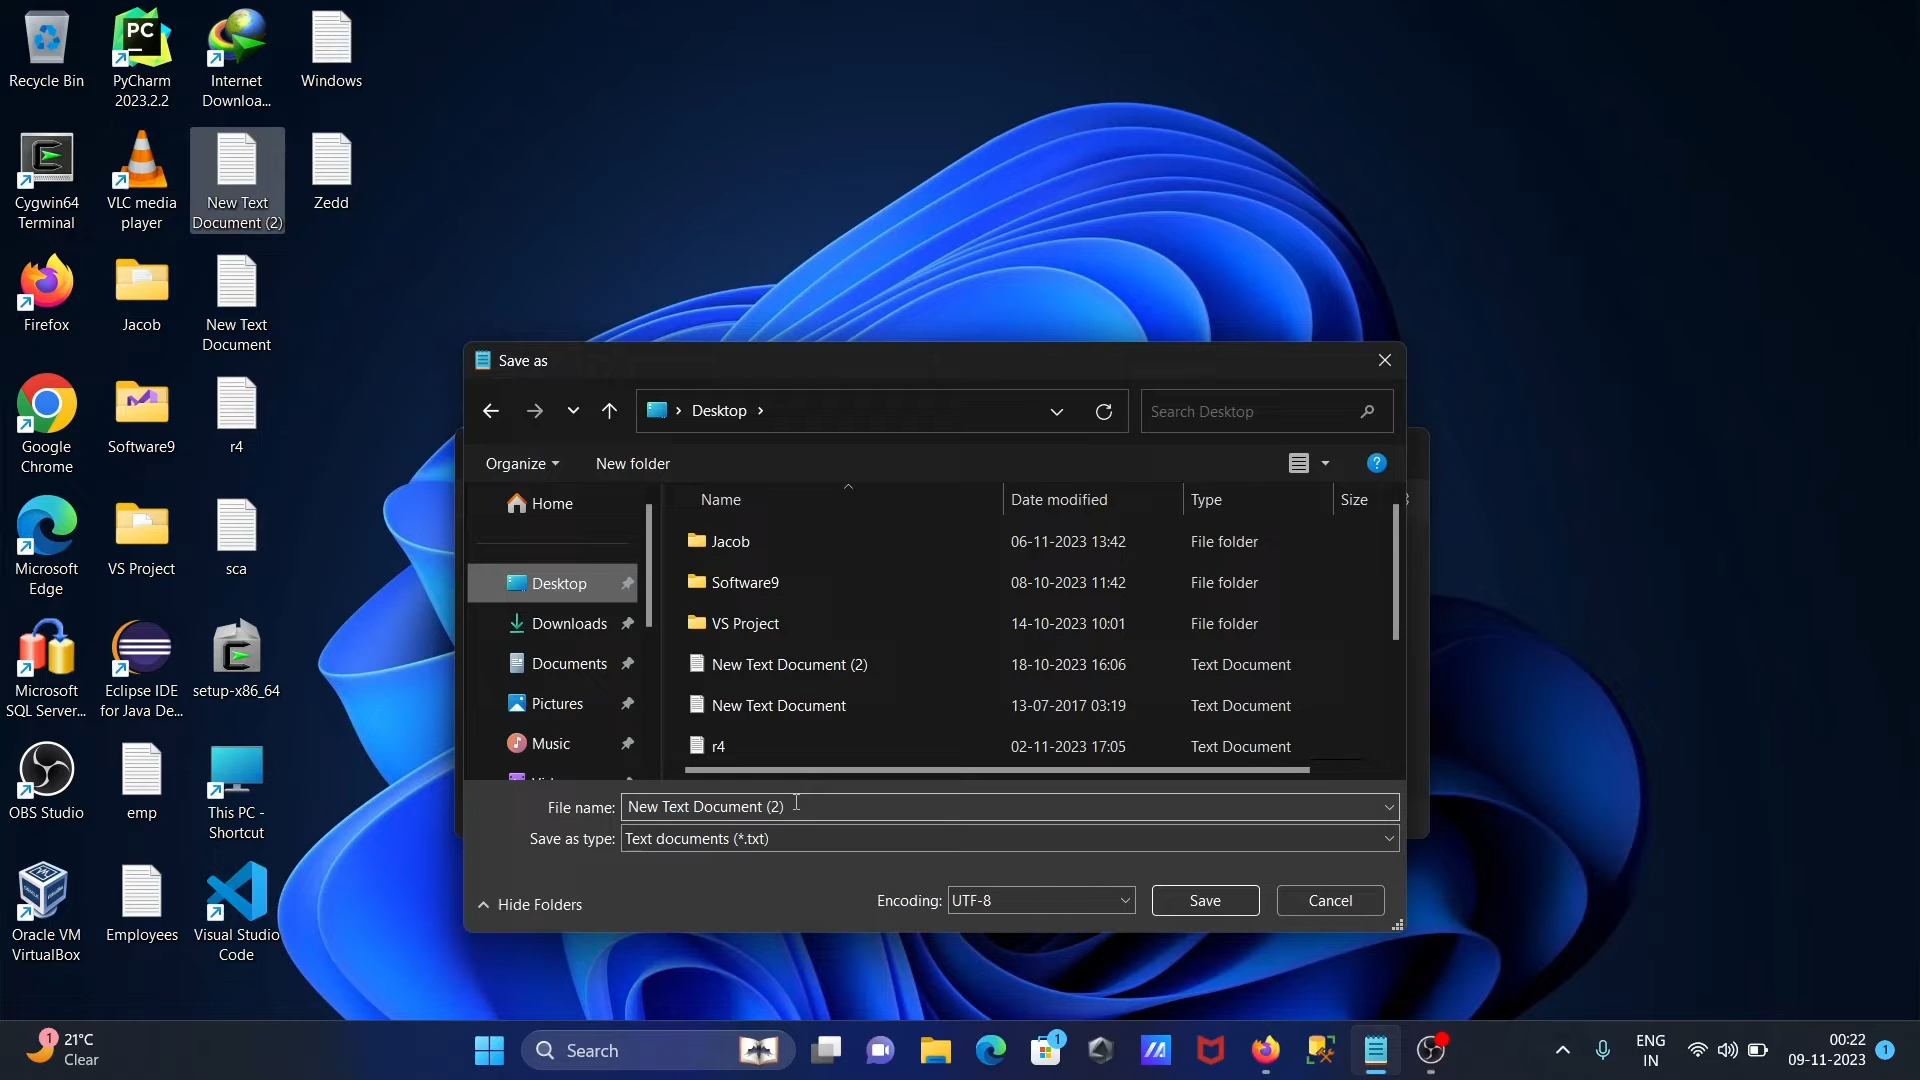 Recycle Bin
PyCharm
2023.2.2
Internet
Downloa...
Windows
Cygwin64
Terminal
VLC media
player
New Text
Document (2)
Zedd
Firefox
Jacob
New Text
Document
Google
Chrome
Software9
r4
Microsoft
Edge
VS Project
sca
Microsoft
SQL Server...
Eclipse IDE
for Java De...
setup-x86_64
OBS Studio
emp
This PC -
Shortcut
Oracle VM
VirtualBox
Employees
Visual Studio
Code
Save as
Desktop
Search Desktop
Organize
New folder
Home
Desktop
Downloads
Documents
Pictures
Music
Name Date modified Type Size
Jacob 06-11-2023 13:42 File folder
Software9 08-10-2023 11:42 File folder
VS Project 14-10-2023 10:01 File folder
New Text Document (2) 18-10-2023 16:06 Text Document
New Text Document 13-07-2017 03:19 Text Document
r4 02-11-2023 17:05 Text Document
File name: New Text Document (2)
Save as type: Text documents (*.txt)
Hide Folders
Encoding: UTF-8
Save
Cancel
1
21°C
Clear
Search
1
ENG
IN
00:22
09-11-2023
1